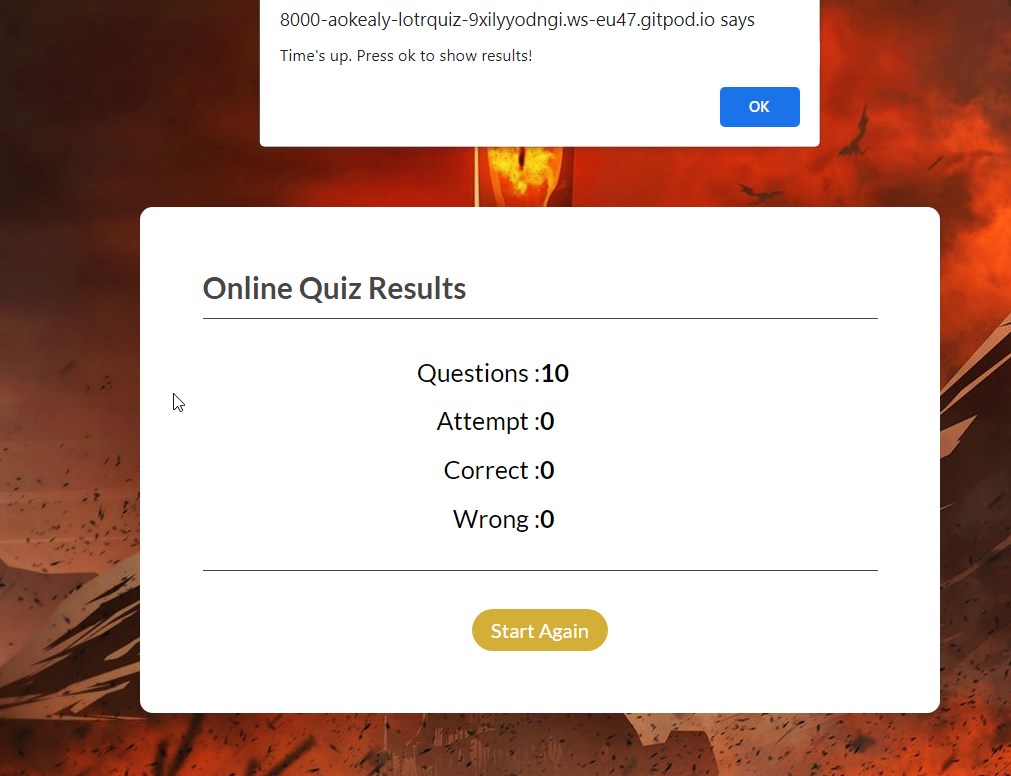 8000-aokealy-lotrquiz-9xilyyodngi.ws-eu47.gitpod.io says
Time's up. Press ok to show results!
OK
Online Quiz Results
Questions :10
Attempt :0
Correct :0
Wrong :0
Start Again